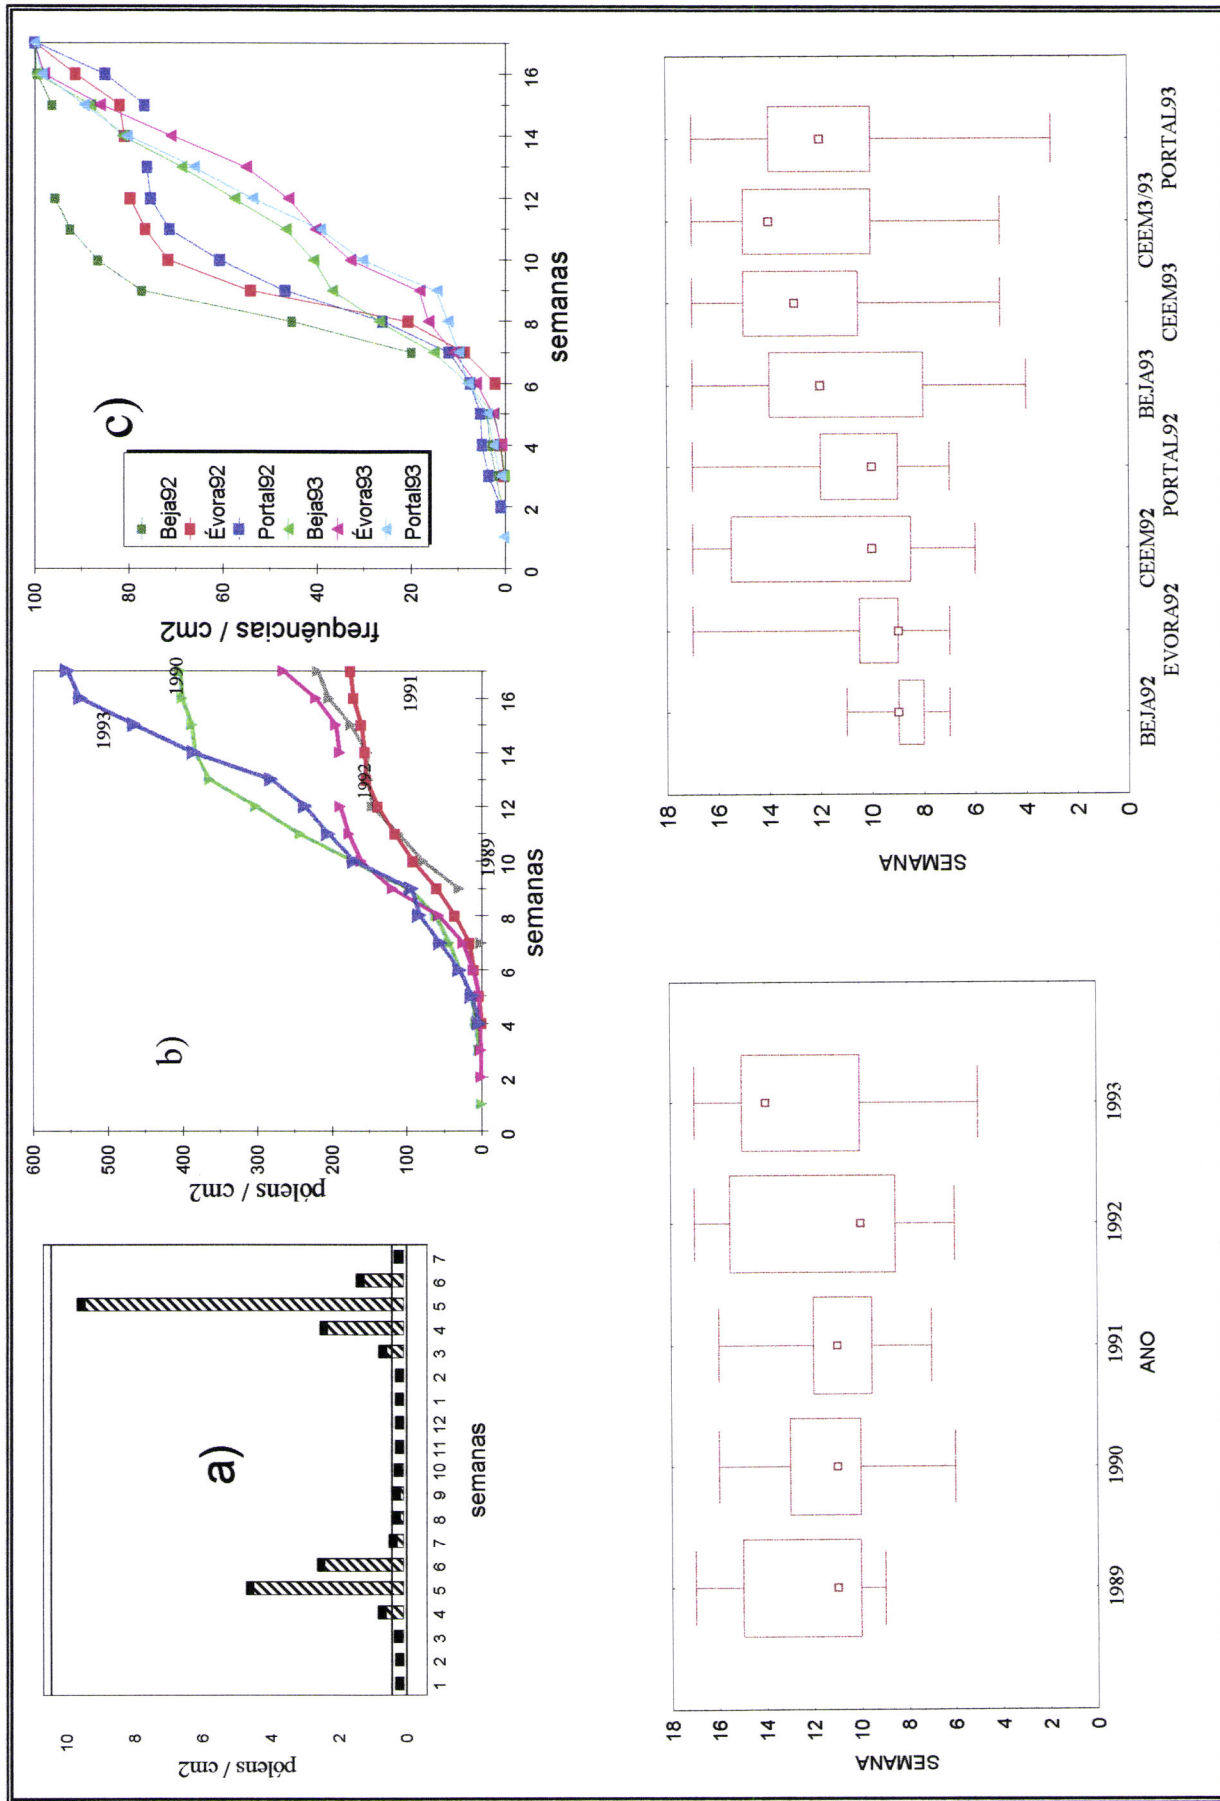 a)
pólens / cm2
10
8
6
4
2
0
1 2 3 4 5 6 7 8 9 10 11 12 1 2 3 4 5 6 7
semanas
b)
pólens / cm2
600
500
400
300
200
100
0
0 2 4 6 8 10 12 14 16
semanas
1993
1990
1992
1989
1991
c)
frequências / cm2
100
80
60
40
20
0
0 2 4 6 8 10 12 14 16
semanas
Beja92
Évora92
Portal92
Beja93
Évora93
Portal93
SEMANA
18
16
14
12
10
8
6
4
2
0
1989 1990 1991 1992 1993
ANO
SEMANA
18
16
14
12
10
8
6
4
2
0
BEJA92 EVORA92 CEEM92 PORTAL92 BEJA93 CEEM93 CEEM3/93 PORTAL93